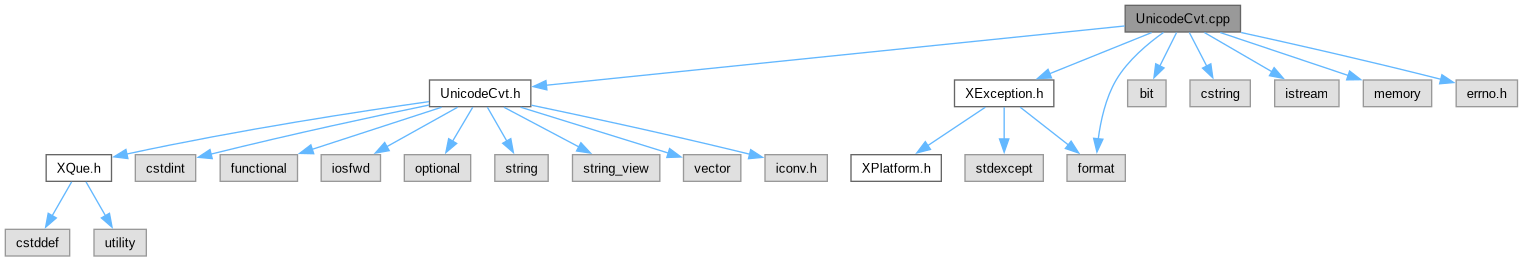 UnicodeCvt.cpp
UnicodeCvt.h
XException.h
bit
cstring
istream
memory
errno.h
XQue.h
cstdint
functional
iosfwd
optional
string
string_view
vector
iconv.h
XPlatform.h
stdexcept
format
cstddef
utility